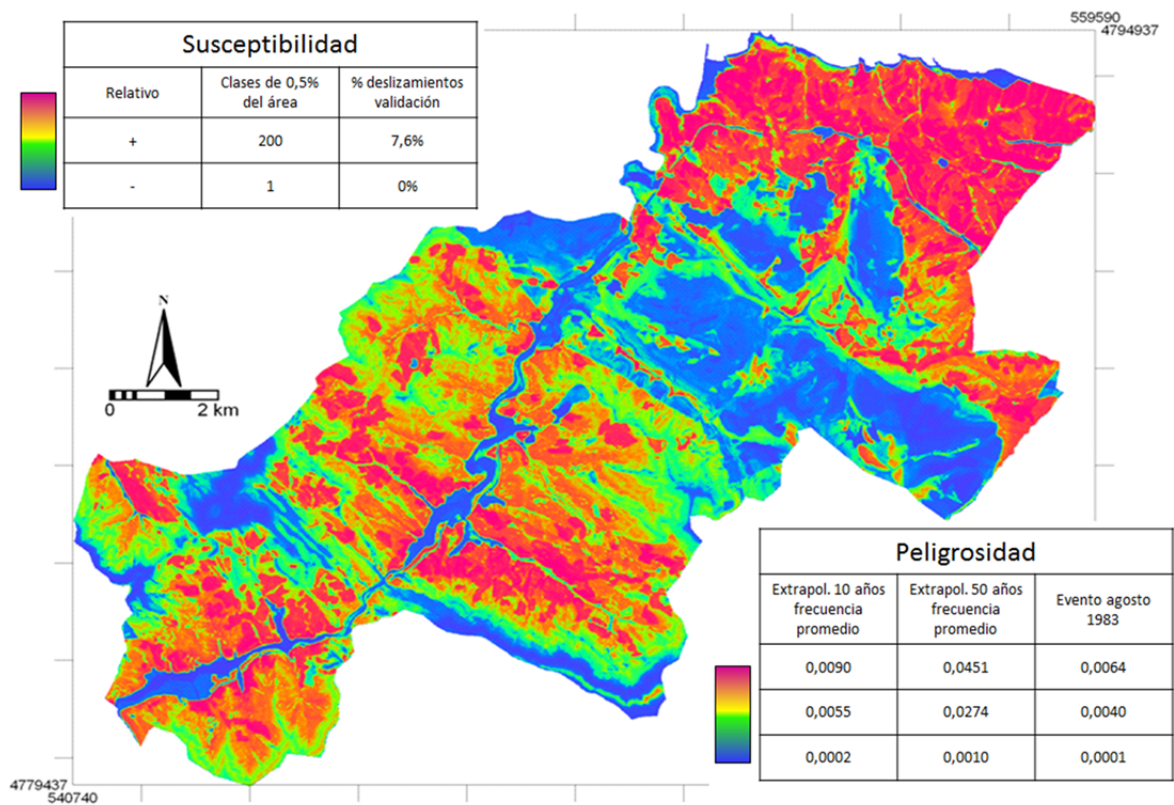 559590
4794937
Susceptibilidad
Relativo
Clases de 0,5%
del área
% deslizamientos
validación
+
200
7,6%
-
1
0%
N
0
2 km
Peligrosidad
Extrapol. 10 años
frecuencia
promedio
Extrapol. 50 años
frecuencia
promedio
Evento agosto
1983
0,0090
0,0451
0,0064
0,0055
0,0274
0,0040
0,0002
0,0010
0,0001
4779437
540740